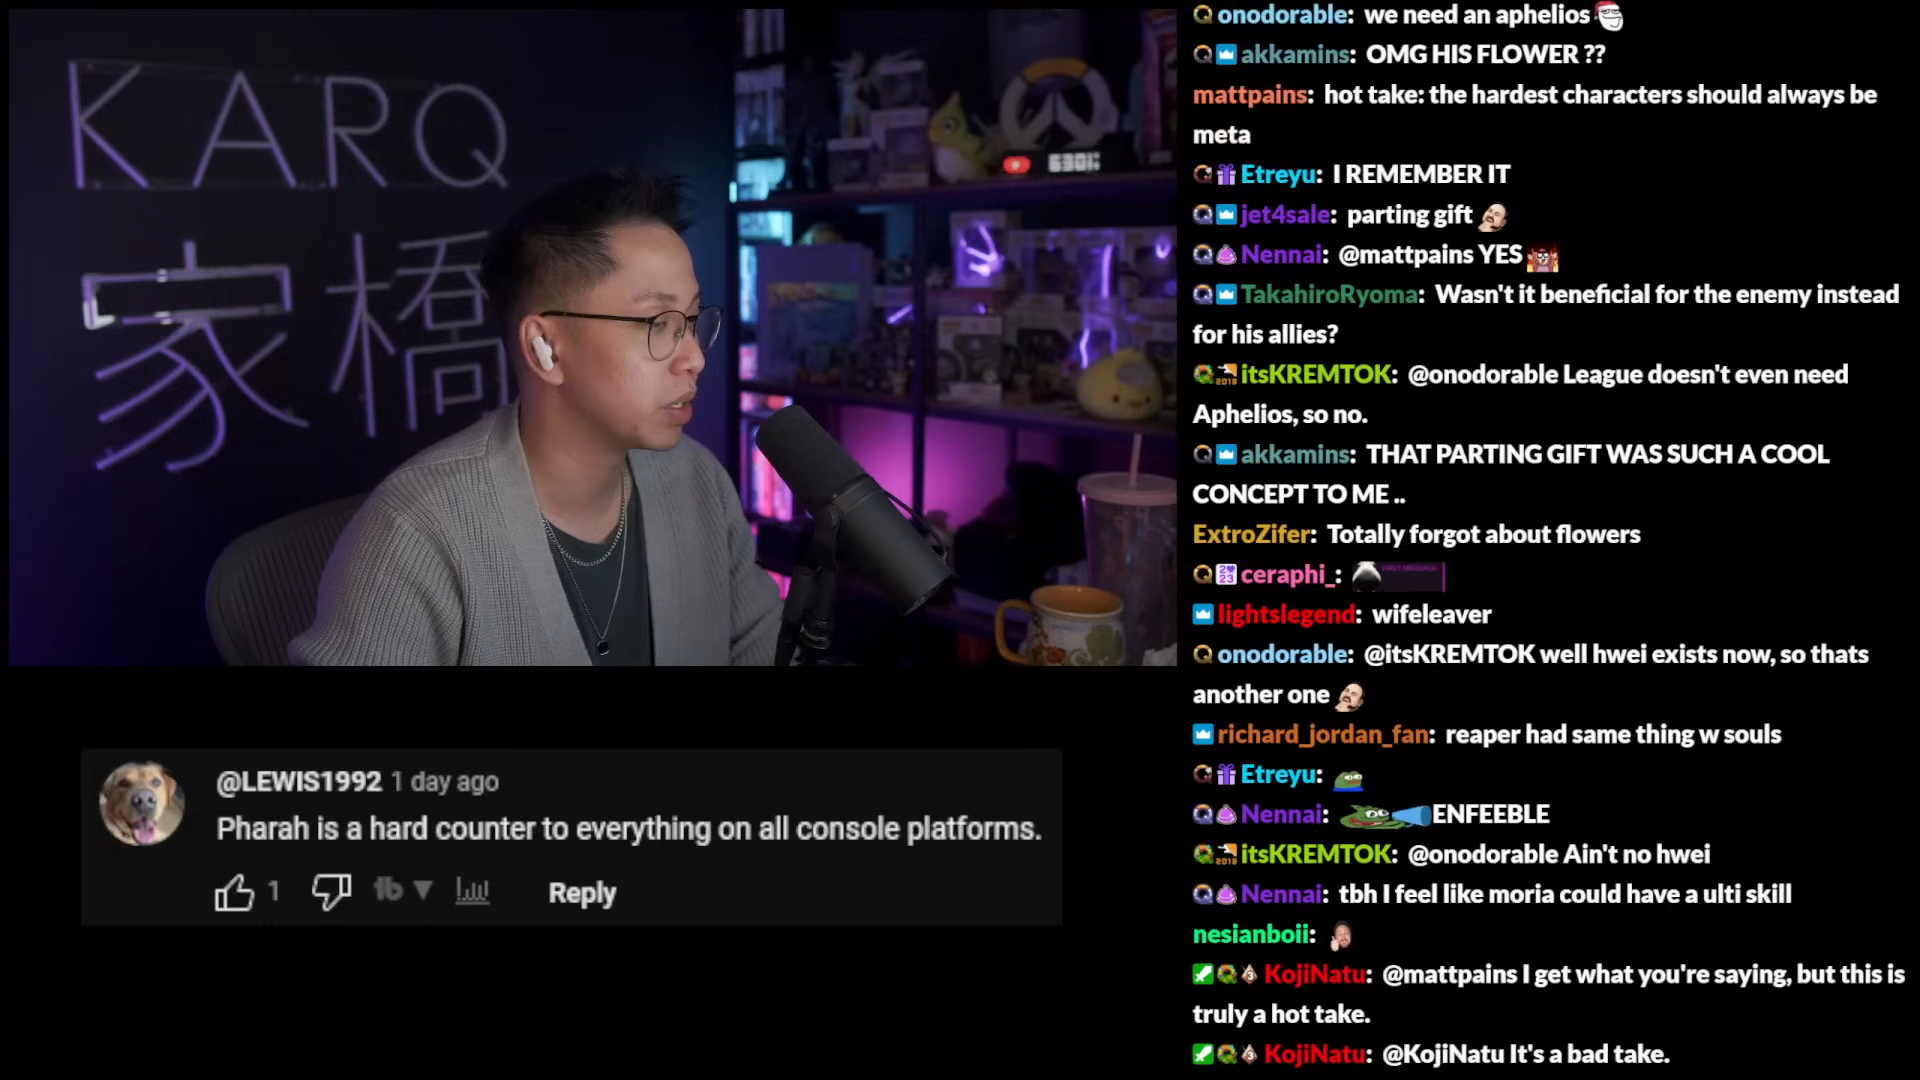 KARQ
家橋
onodorable: we need an aphelios
akkamins: OMG HIS FLOWER ??
mattpains: hot take: the hardest characters should always be
meta
Etreyu: I REMEMBER IT
jet4sale: parting gift
Nennai: @mattpains YES
TakahiroRyoma: Wasn't it beneficial for the enemy instead
for his allies?
itsKREMTOK: @onodorable League doesn't even need
Aphelios, so no.
akkamins: THAT PARTING GIFT WAS SUCH A COOL
CONCEPT TO ME ..
ExtroZifer: Totally forgot about flowers
ceraphi_:
lightslegend: wifeleaver
onodorable: @itsKREMTOK well hwei exists now, so thats
another one
richard_jordan_fan: reaper had same thing w souls
Etreyu:
Nennai: ENFEEBLE
itsKREMTOK: @onodorable Ain't no hwei
Nennai: tbh I feel like moria could have a ulti skill
nesianboii:
KojiNatu: @mattpains I get what you're saying, but this is
truly a hot take.
KojiNatu: @KojiNatu It's a bad take.
@LEWIS1992 1 day ago
Pharah is a hard counter to everything on all console platforms.
1
Reply